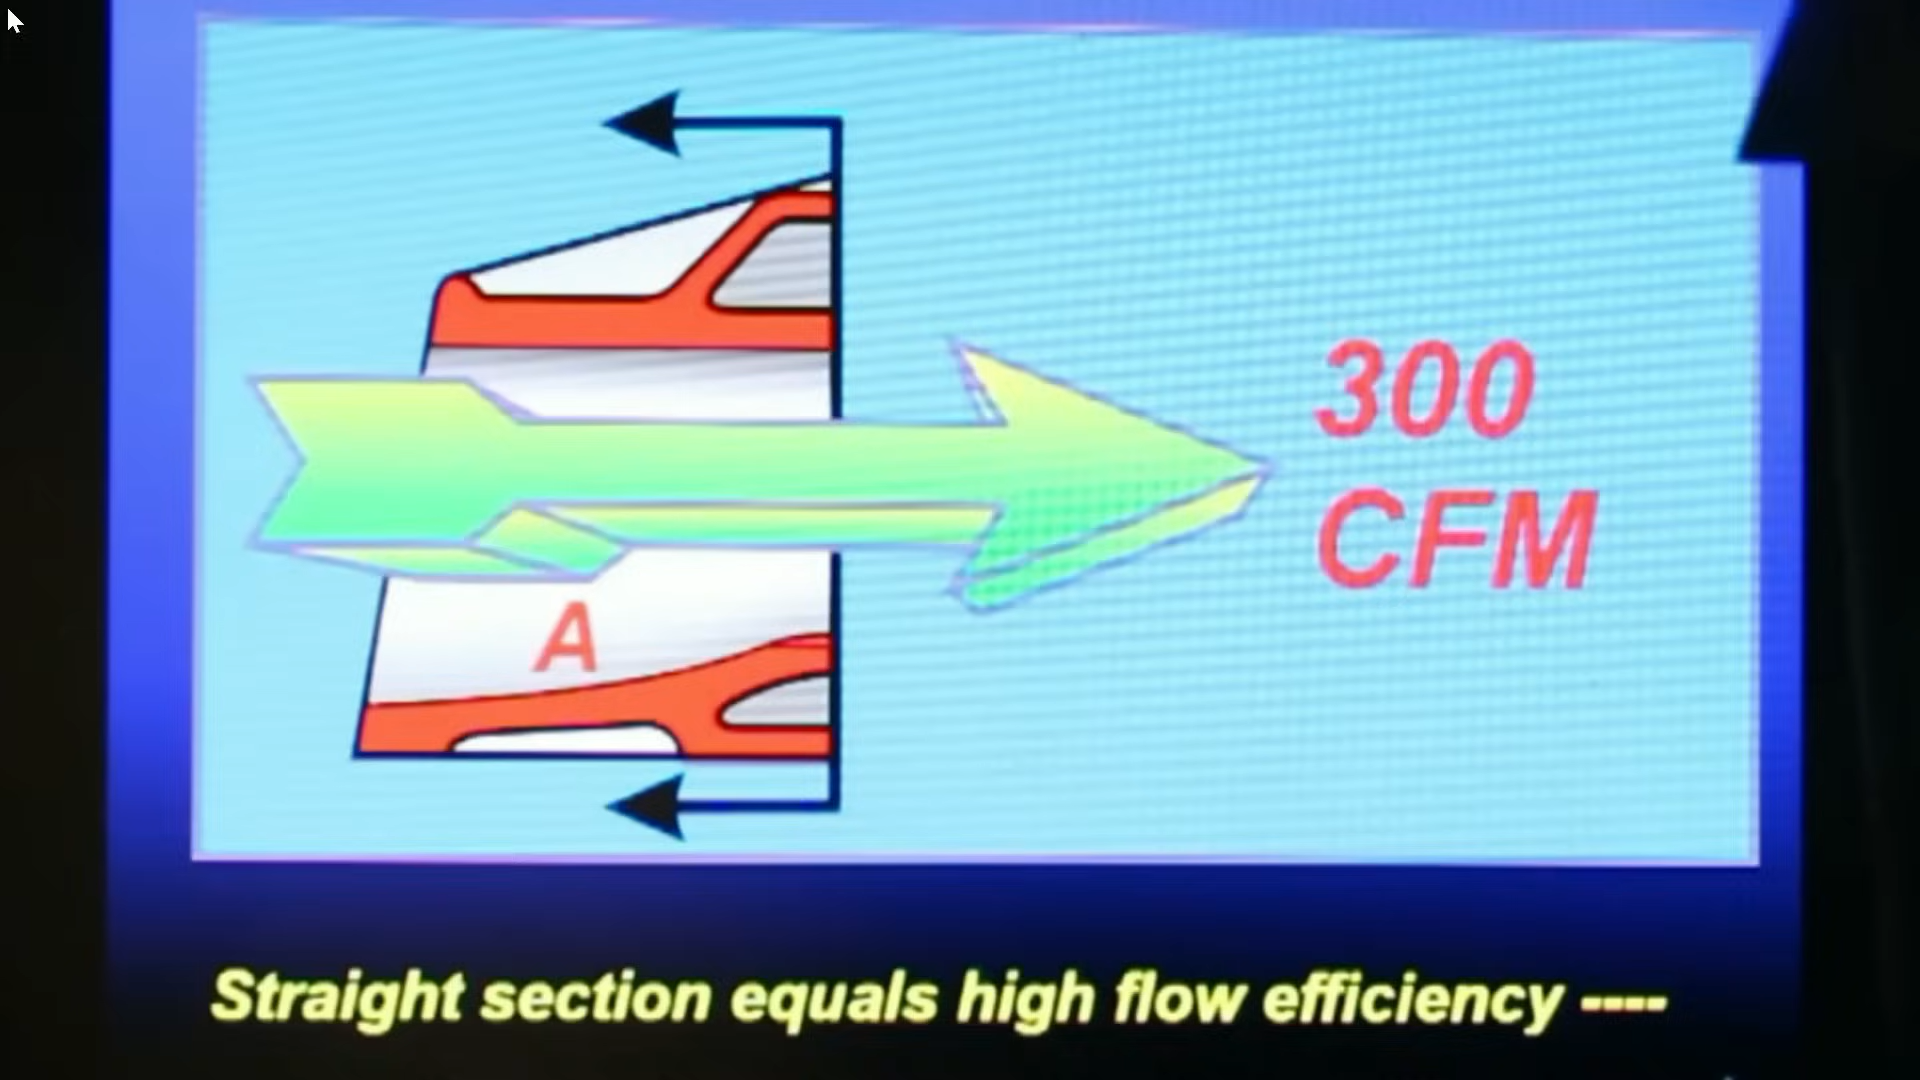 300
CFM
A
Straight section equals high flow efficiency ----